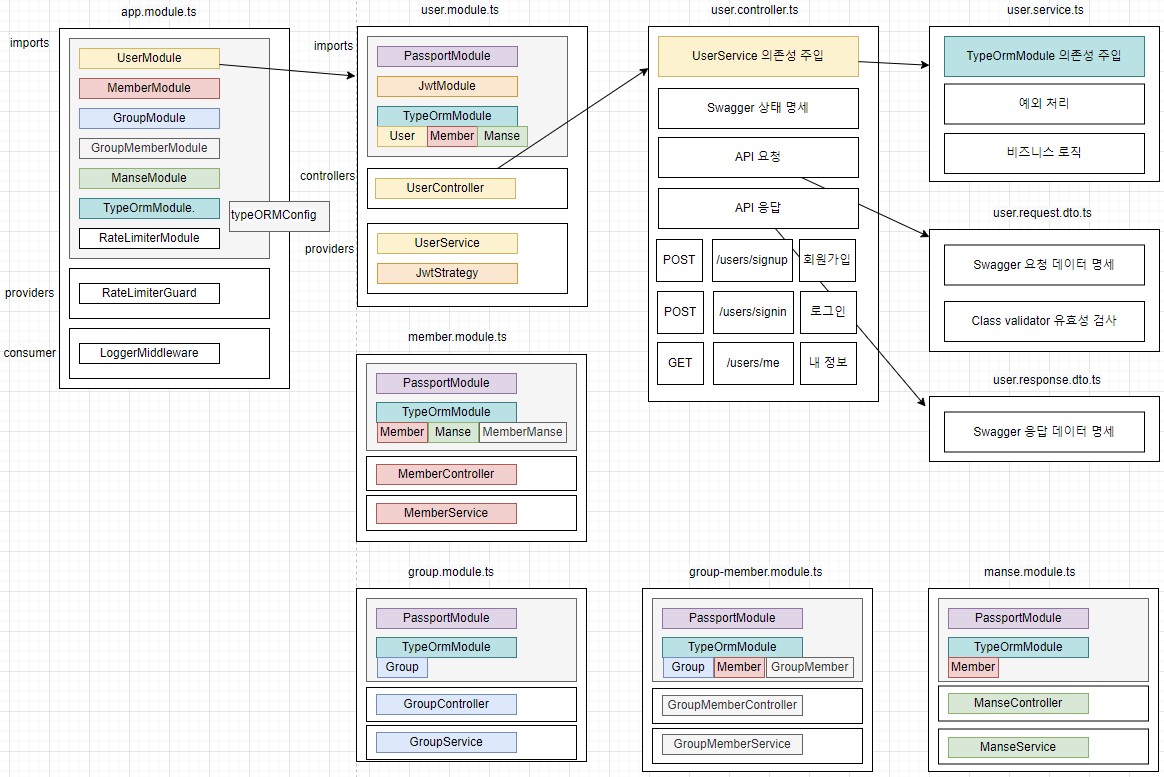 app.module.ts
imports
UserModule
MemberModule
GroupModule
GroupMemberModule
ManseModule
TypeOrmModule.
typeORMConfig
RateLimiterModule
providers
RateLimiterGuard
consumer
LoggerMiddleware
user.module.ts
imports
PassportModule
JwtModule
TypeOrmModule
User Member Manse
controllers
UserController
providers
UserService
JwtStrategy
user.controller.ts
UserService 의존성 주입
Swagger 상태 명세
API 요청
API 응답
POST /users/signup 회원가입
POST /users/signin 로그인
GET /users/me 내 정보
user.service.ts
TypeOrmModule 의존성 주입
예외 처리
비즈니스 로직
user.request.dto.ts
Swagger 요청 데이터 명세
Class validator 유효성 검사
user.response.dto.ts
Swagger 응답 데이터 명세
member.module.ts
PassportModule
TypeOrmModule
Member Manse MemberManse
MemberController
MemberService
group.module.ts
PassportModule
TypeOrmModule
Group
GroupController
GroupService
group-member.module.ts
PassportModule
TypeOrmModule
Group Member GroupMember
GroupMemberController
GroupMemberService
manse.module.ts
PassportModule
TypeOrmModule
Member
ManseController
ManseService